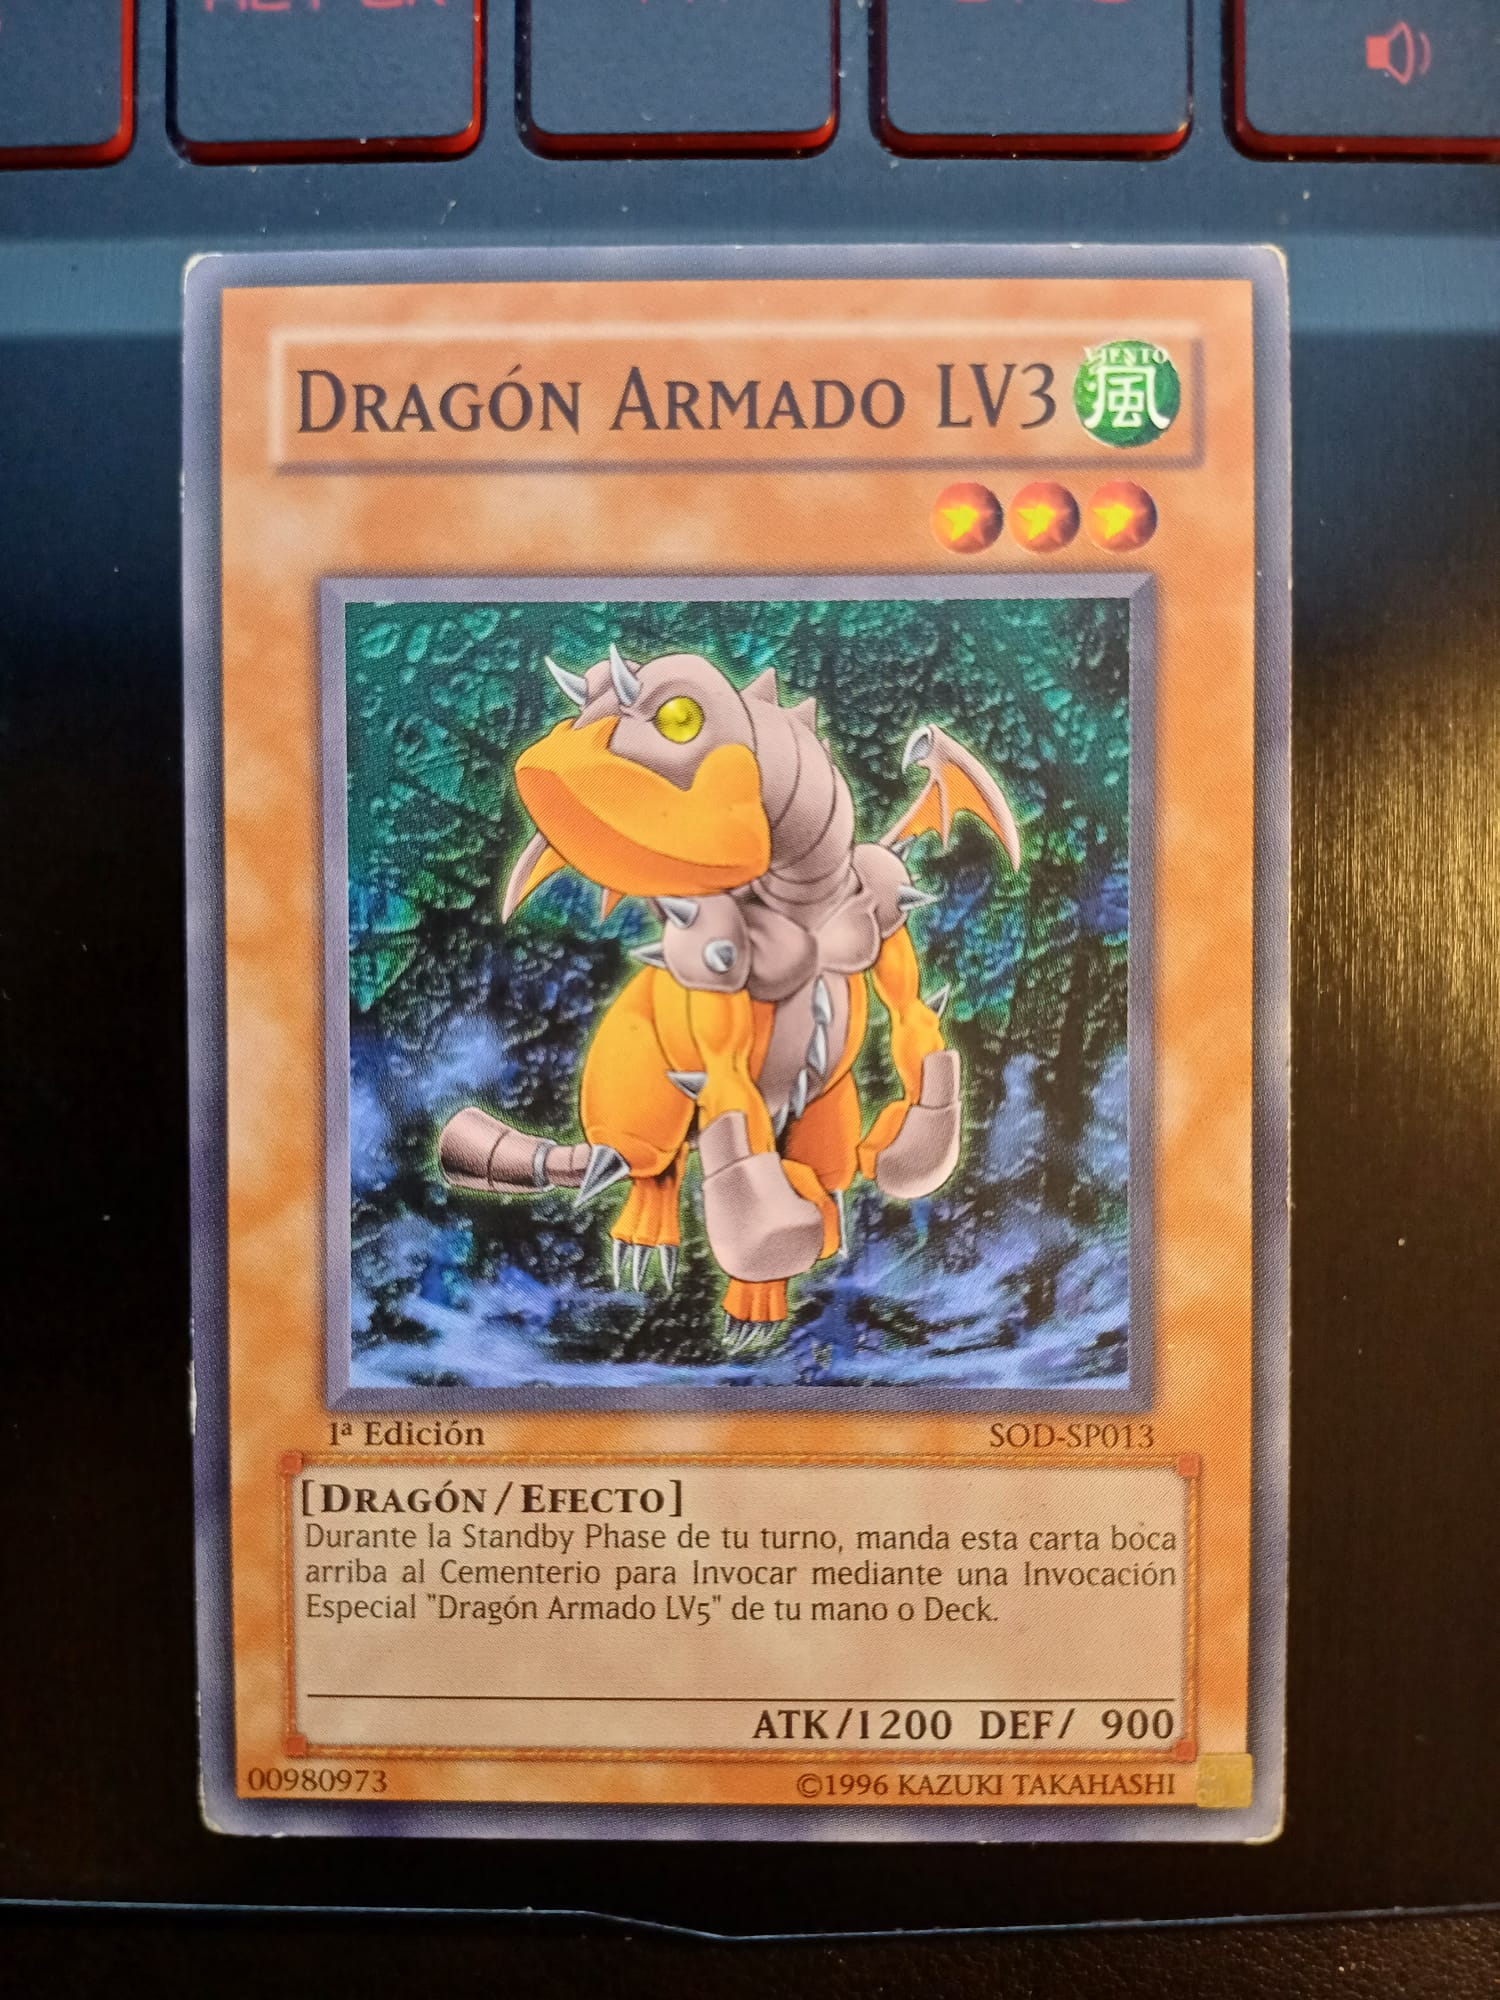 DRAGÓN ARMADO LV3
VIENTO
風
1ª Edición
SOD-SP013
[DRAGÓN/EFECTO]
Durante la Standby Phase de tu turno, manda esta carta boca
arriba al Cementerio para Invocar mediante una Invocación
Especial "Dragón Armado LV5" de tu mano o Deck.
ATK/1200 DEF/ 900
00980973
©1996 KAZUKI TAKAHASHI